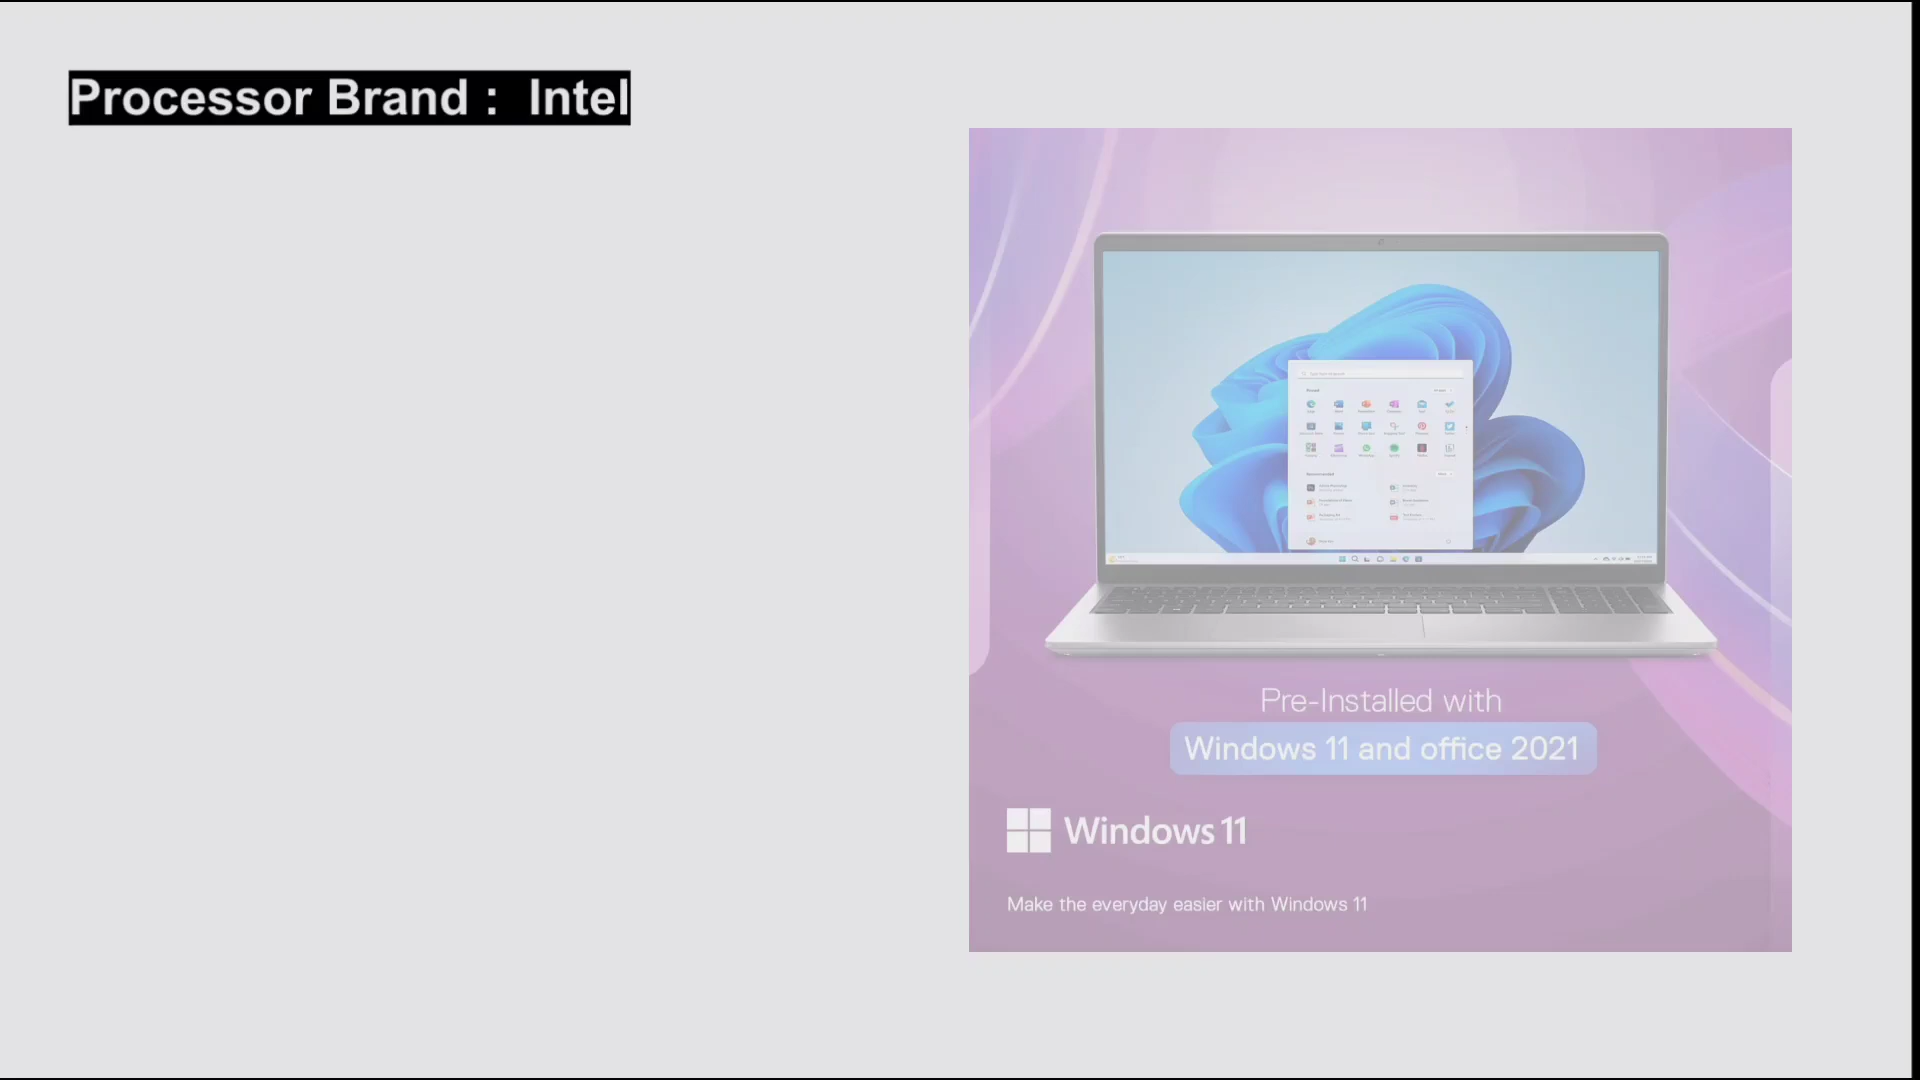 Processor Brand :  Intel
Pre-Installed with
Windows 11 and office 2021
Windows 11
Make the everyday easier with Windows 11